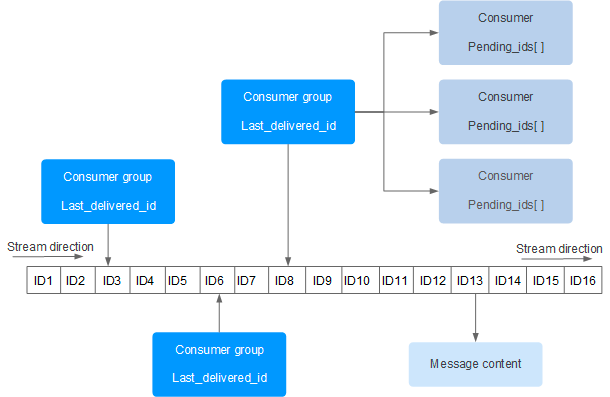 Consumer
Pending_ids[ ]
Consumer group
Last_delivered_id
Consumer
Pending_ids[ ]
Consumer group
Last_delivered_id
Consumer
Pending_ids[ ]
Stream direction
Stream direction
ID1 ID2 ID3 ID4 ID5 ID6 ID7 ID8 ID9 ID10 ID11 ID12 ID13 ID14 ID15 ID16
Consumer group
Last_delivered_id
Message content